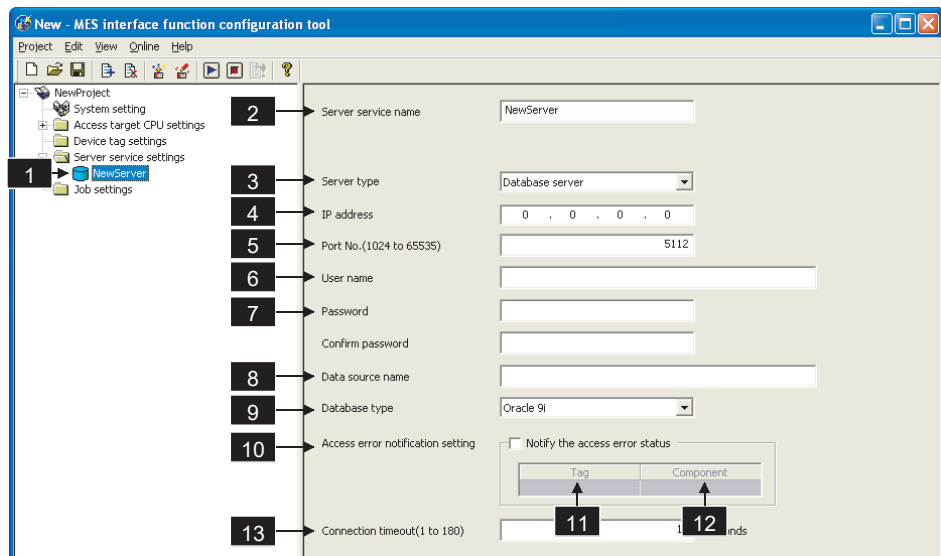 New - MES interface function configuration tool
Project Edit View Online Help
NewProject
System setting
Access target CPU settings
Device tag settings
Server service settings
1 NewServer
Job settings
2 Server service name NewServer
3 Server type Database server
4 IP address 0 . 0 . 0 . 0
5 Port No.(1024 to 65535) 5112
6 User name
7 Password
Confirm password
8 Data source name
9 Database type Oracle 9i
10 Access error notification setting Notify the access error status
Tag Component
11 12
13 Connection timeout(1 to 180)